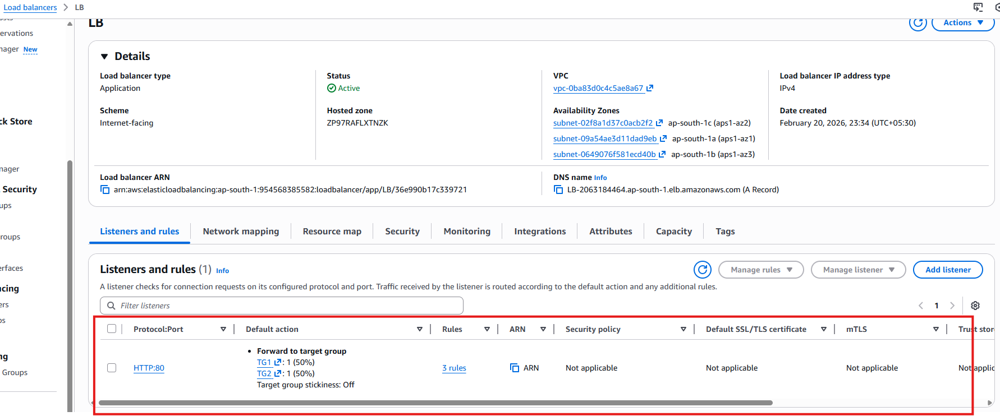 Load balancers > LB
ervations
nager New
ck Store
nager
Security
ups
roups
erfaces
ncing
ers
ps
ng
Groups
LB
Actions
Details
Load balancer type
Application
Status
Active
VPC
vpc-0ba83d0c4c5ae8a67
Load balancer IP address type
IPv4
Scheme
Internet-facing
Hosted zone
ZP97RAFLXTNZK
Availability Zones
subnet-02f8a1d37c0acb2f2 ap-south-1c (aps1-az2)
subnet-09a54ae3d11dad9eb ap-south-1a (aps1-az1)
subnet-0649076f581ecd40b ap-south-1b (aps1-az3)
Date created
February 20, 2026, 23:34 (UTC+05:30)
Load balancer ARN
arn:aws:elasticloadbalancing:ap-south-1:954568385582:loadbalancer/app/LB/36e990b17c339721
DNS name Info
LB-2063184464.ap-south-1.elb.amazonaws.com (A Record)
Listeners and rules Network mapping Resource map Security Monitoring Integrations Attributes Capacity Tags
Listeners and rules (1) Info
Manage rules Manage listener Add listener
A listener checks for connection requests on its configured protocol and port. Traffic received by the listener is routed according to the default action and any additional rules.
Filter listeners
1
Protocol:Port Default action Rules ARN Security policy Default SSL/TLS certificate mTLS Trust stor
HTTP:80
• Forward to target group
TG1 : 1 (50%)
TG2 : 1 (50%)
Target group stickiness: Off
3 rules
ARN
Not applicable
Not applicable
Not applicable
Not applic